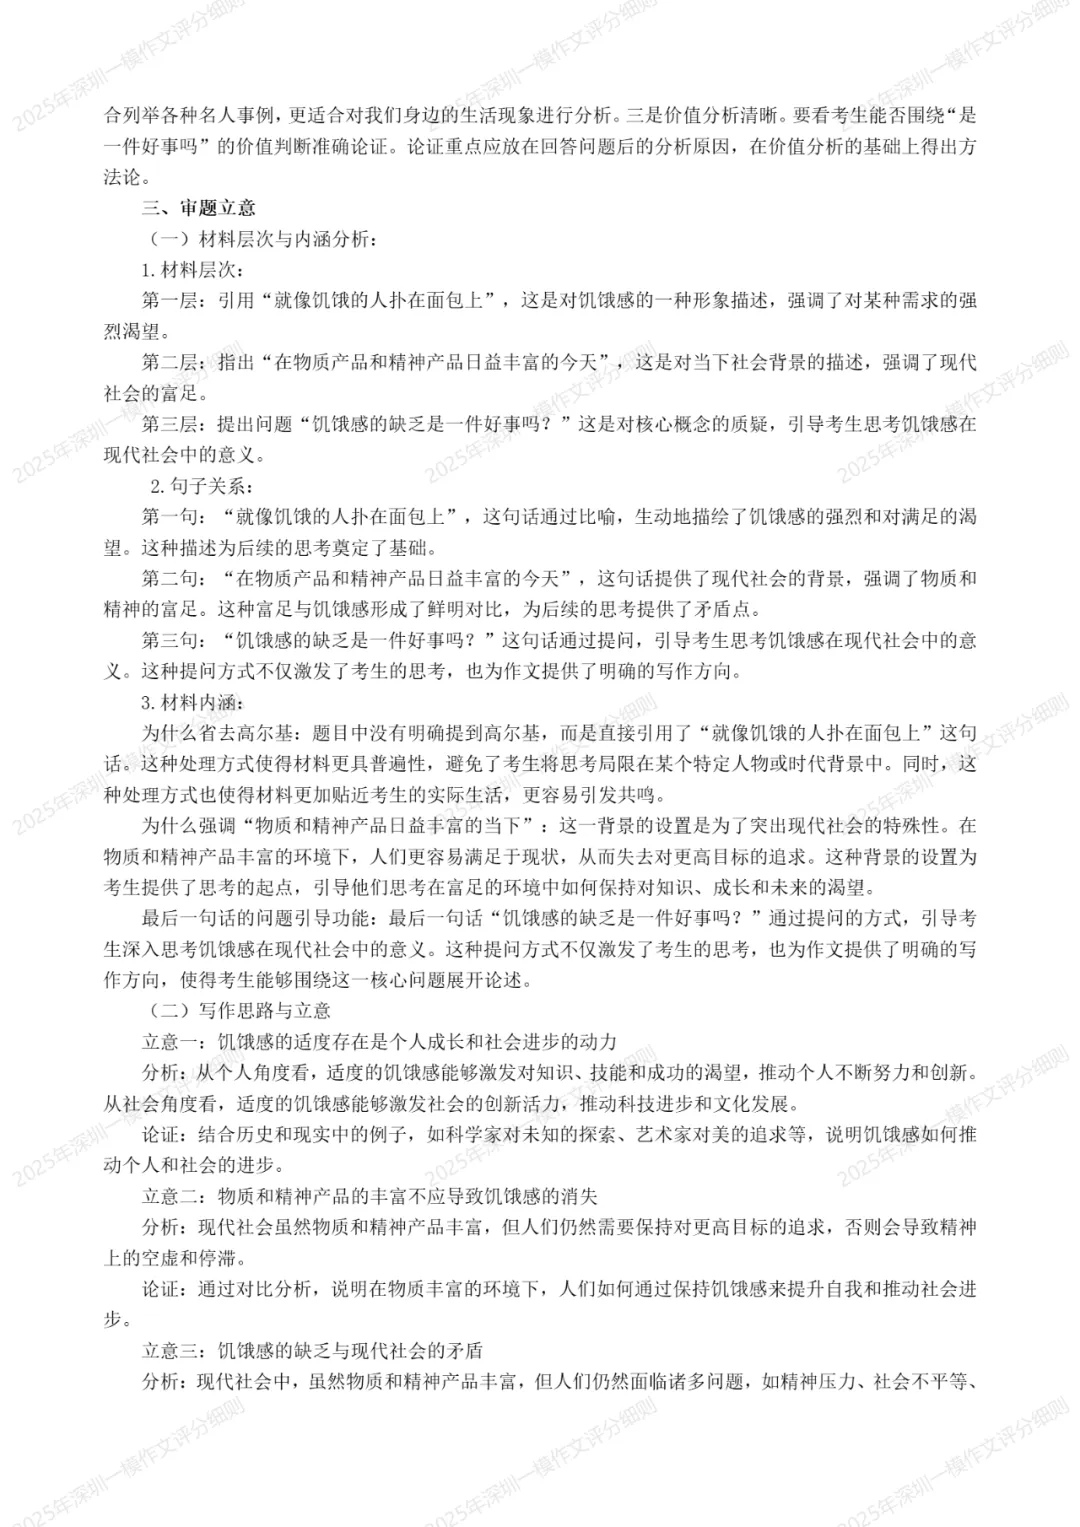 合列举各种名人事例，更适合对我们身边的生活现象进行分析。三是价值分析清晰。要看考生能否围绕“是
一件好事吗”的价值判断准确论证。论证重点应放在回答问题后的分析原因，在价值分析的基础上得出方
法论。
三、审题立意
（一）材料层次与内涵分析：
1.材料层次：
第一层：引用“就像饥饿的人扑在面包上”，这是对饥饿感的一种形象描述，强调了对某种需求的强
烈渴望。
第二层：指出“在物质产品和精神产品日益丰富的今天”，这是对当下社会背景的描述，强调了现代
社会的富足。
第三层：提出问题“饥饿感的缺乏是一件好事吗？”这是对核心概念的质疑，引导考生思考饥饿感在
现代社会中的意义。
2.句子关系：
第一句：“就像饥饿的人扑在面包上”，这句话通过比喻，生动地描绘了饥饿感的强烈和对满足的渴
望。这种描述为后续的思考奠定了基础。
第二句：“在物质产品和精神产品日益丰富的今天”，这句话提供了现代社会的背景，强调了物质和
精神的富足。这种富足与饥饿感形成了鲜明对比，为后续的思考提供了矛盾点。
第三句：“饥饿感的缺乏是一件好事吗？”这句话通过提问，引导考生思考饥饿感在现代社会中的意
义。这种提问方式不仅激发了考生的思考，也为作文提供了明确的写作方向。
3.材料内涵：
为什么省去高尔基：题目中没有明确提到高尔基，而是直接引用了“就像饥饿的人扑在面包上”这句
话。这种处理方式使得材料更具普遍性，避免了考生将思考局限在某个特定人物或时代背景中。同时，这
种处理方式也使得材料更加贴近考生的实际生活，更容易引发共鸣。
为什么强调“物质和精神产品日益丰富的当下”：这一背景的设置是为了突出现代社会的特殊性。在
物质和精神产品丰富的环境下，人们更容易满足于现状，从而失去对更高目标的追求。这种背景的设置为
考生提供了思考的起点，引导他们思考在富足的环境中如何保持对知识、成长和未来的渴望。
最后一句话的问题引导功能：最后一句话“饥饿感的缺乏是一件好事吗？”通过提问的方式，引导考
生深入思考饥饿感在现代社会中的意义。这种提问方式不仅激发了考生的思考，也为作文提供了明确的写
作方向，使得考生能够围绕这一核心问题展开论述。
（二）写作思路与立意
立意一：饥饿感的适度存在是个人成长和社会进步的动力
分析：从个人角度看，适度的饥饿感能够激发对知识、技能和成功的渴望，推动个人不断努力和创新。
从社会角度看，适度的饥饿感能够激发社会的创新活力，推动科技进步和文化发展。
论证：结合历史和现实中的例子，如科学家对未知的探索、艺术家对美的追求等，说明饥饿感如何推
动个人和社会的进步。
立意二：物质和精神产品的丰富不应导致饥饿感的消失
分析：现代社会虽然物质和精神产品丰富，但人们仍然需要保持对更高目标的追求，否则会导致精神
上的空虚和停滞。
论证：通过对比分析，说明在物质丰富的环境下，人们如何通过保持饥饿感来提升自我和推动社会进
步。
立意三：饥饿感的缺乏与现代社会的矛盾
分析：现代社会中，虽然物质和精神产品丰富，但人们仍然面临诸多问题，如精神压力、社会不平等、
2025年深圳一模作文评分细则